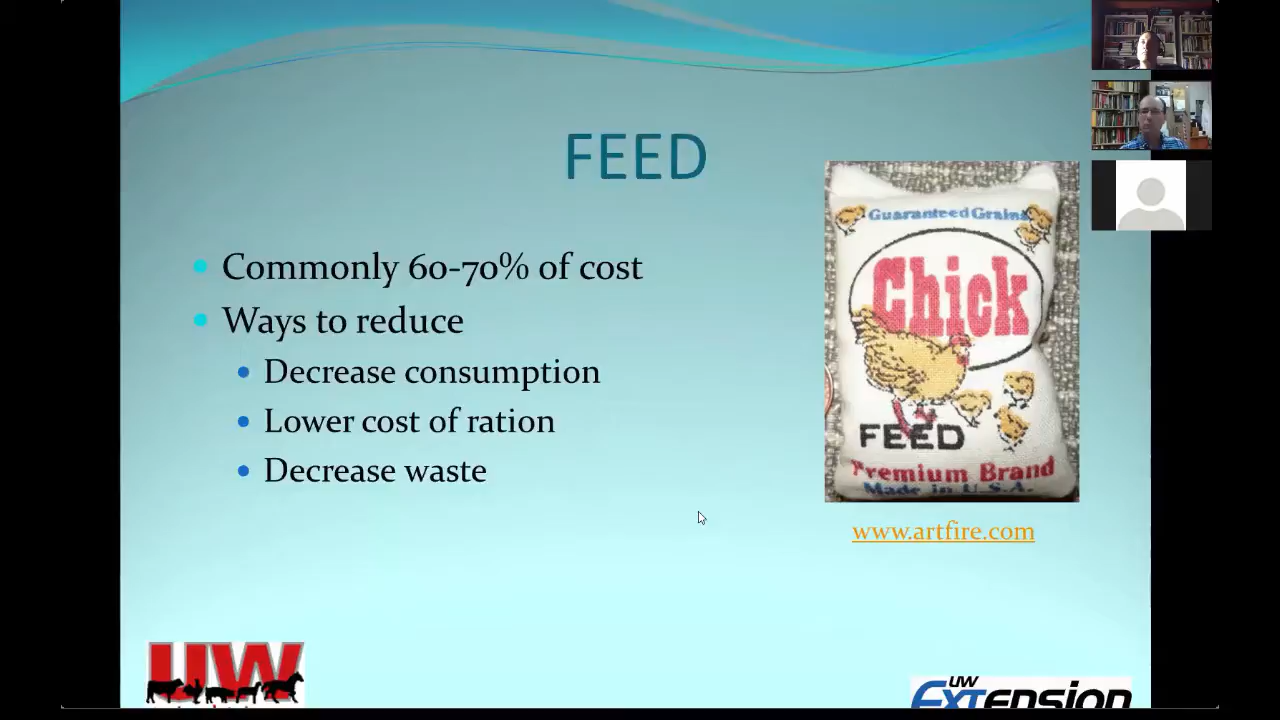 FEED
Commonly 60-70% of cost
Ways to reduce
Decrease consumption
Lower cost of ration
Decrease waste
Guaranteed Grains
Chick
FEED
Premium Brand
Made in U.S.A.
www.artfire.com
UW
UW
Extension